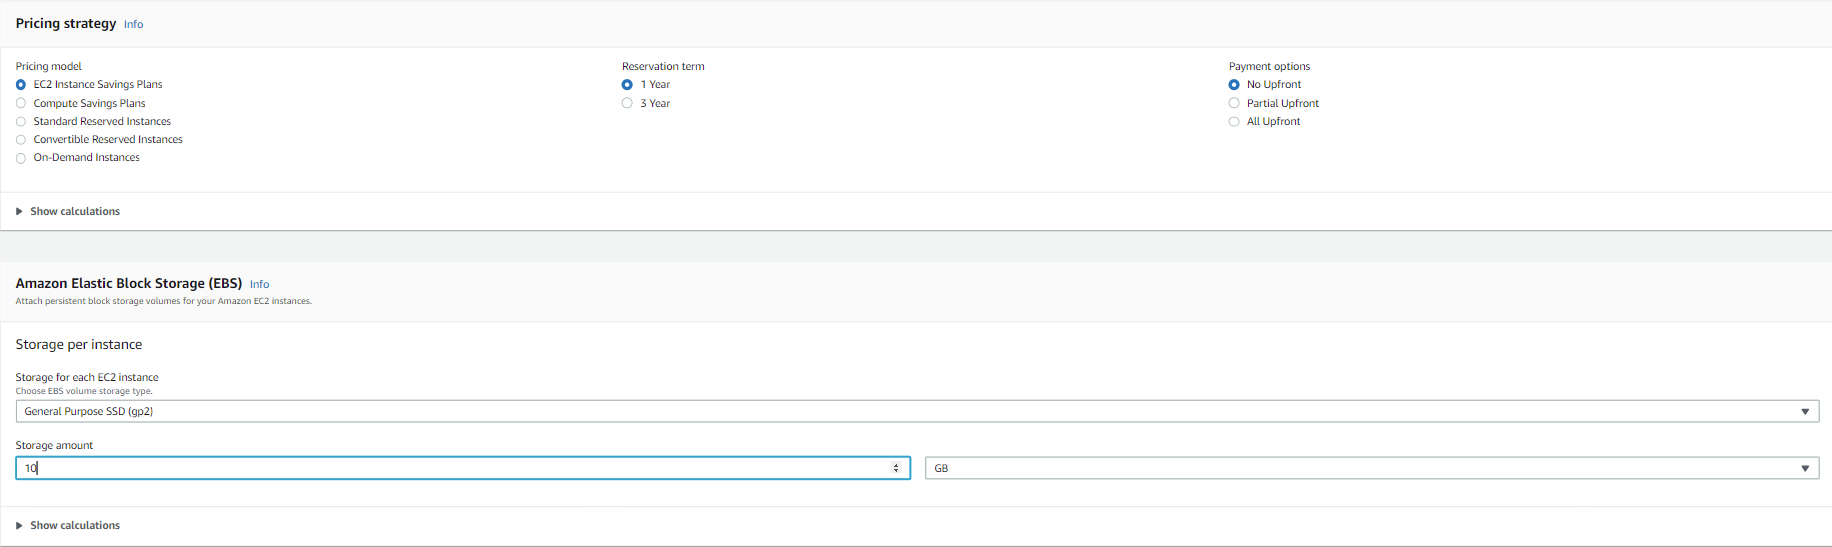 Pricing strategy Info
Pricing model
EC2 Instance Savings Plans
Compute Savings Plans
Standard Reserved Instances
Convertible Reserved Instances
On-Demand Instances
Reservation term
1 Year
3 Year
Payment options
No Upfront
Partial Upfront
All Upfront
Show calculations
Amazon Elastic Block Storage (EBS) Info
Attach persistent block storage volumes for your Amazon EC2 instances.
Storage per instance
Storage for each EC2 instance
Choose EBS volume storage type.
General Purpose SSD (gp2)
Storage amount
10
GB
Show calculations